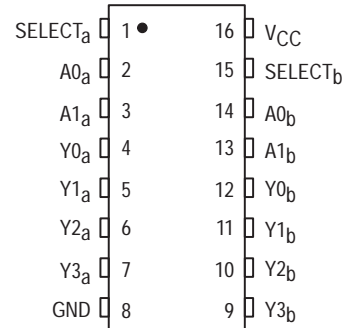 SELECTa 1 16 VCC
A0a 2 15 SELECTb
A1a 3 14 A0b
Y0a 4 13 A1b
Y1a 5 12 Y0b
Y2a 6 11 Y1b
Y3a 7 10 Y2b
GND 8 9 Y3b